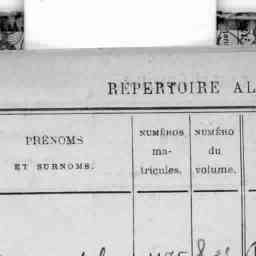 RÉPERTOIRE AL
PRÉNOMS
ET SURNOMS.
NUMÉROS
ma-
tricules.
NUMÉRO
du
volume.